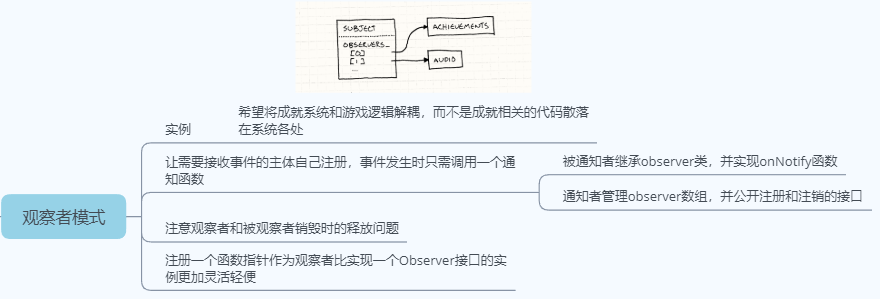 SUBJECT
OBSERVERS_
[0]
[1]
...
ACHIEVEMENTS
AUDIO
观察者模式
实例
希望将成就系统和游戏逻辑解耦，而不是成就相关的代码散落
在系统各处
让需要接收事件的主体自己注册，事件发生时只需调用一个通
知函数
被通知者继承observer类，并实现onNotify函数
通知者管理observer数组，并公开注册和注销的接口
注意观察者和被观察者销毁时的释放问题
注册一个函数指针作为观察者比实现一个Observer接口的实
例更加灵活轻便